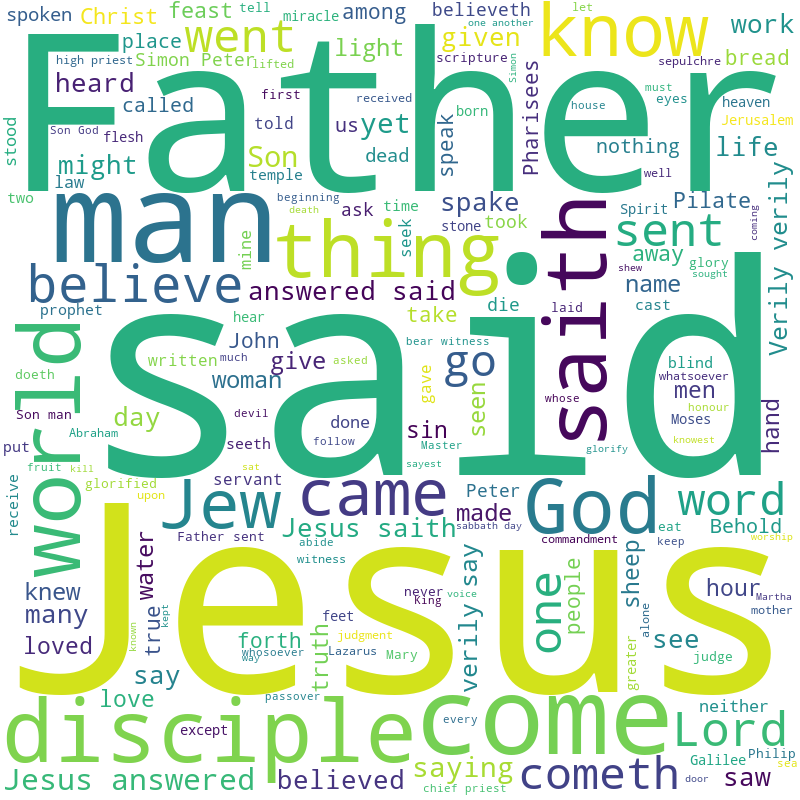 spoken
Christ
feast
tell
miracle
among
believeth
one another
know
let
work
place
went
light
given
scripture
sepulchre
bread
high priest
Simon Peter
lifted
Father
heard
called
first
received
Pharisees
Simon
born
house
must
eyes
heaven
Jerusalem
stood
Son God
flesh
told
us
yet
speak
nothing
life
might
Son
dead
well
two
law
temple
man
beginning
death
ask
time
seek
spake
took
stone
saith
Spirit
Pilate
coming
Verily verily
mine
thing
sent
away
glory
shew
sought
believe
answered said
die
laid
name
cast
prophet
hear
take
world
said
John
bear witness
go
blind
written
much
give
asked
gave
seen
whose
whatsoever
men
honour
doeth
woman
Son man
day
devil
done
Moses
hand
Abraham
put
seeth
follow
sin
Master
knowest
fruit
kill
sat
sayest
glorify
glorified
servant
Peter
receive
upon
Jew
came
God
word
made
eat
Behold
Jesus saith
sabbath day
commandment
keep
worship
Father sent
abide
water
witness
verily say
one
people
sheep
knew
never
King
voice
hour
Martha
many
Jesus
mother
true
kept
feet
alone
loved
known
forth
truth
judgment
see
whosoever
Lazarus
Mary
greater
judge
say
way
love
passover
neither
disciple
come
Lord
except
every
Galilee
Philip
sea
Jesus answered
believed
saying
chief priest
cometh
door
saw